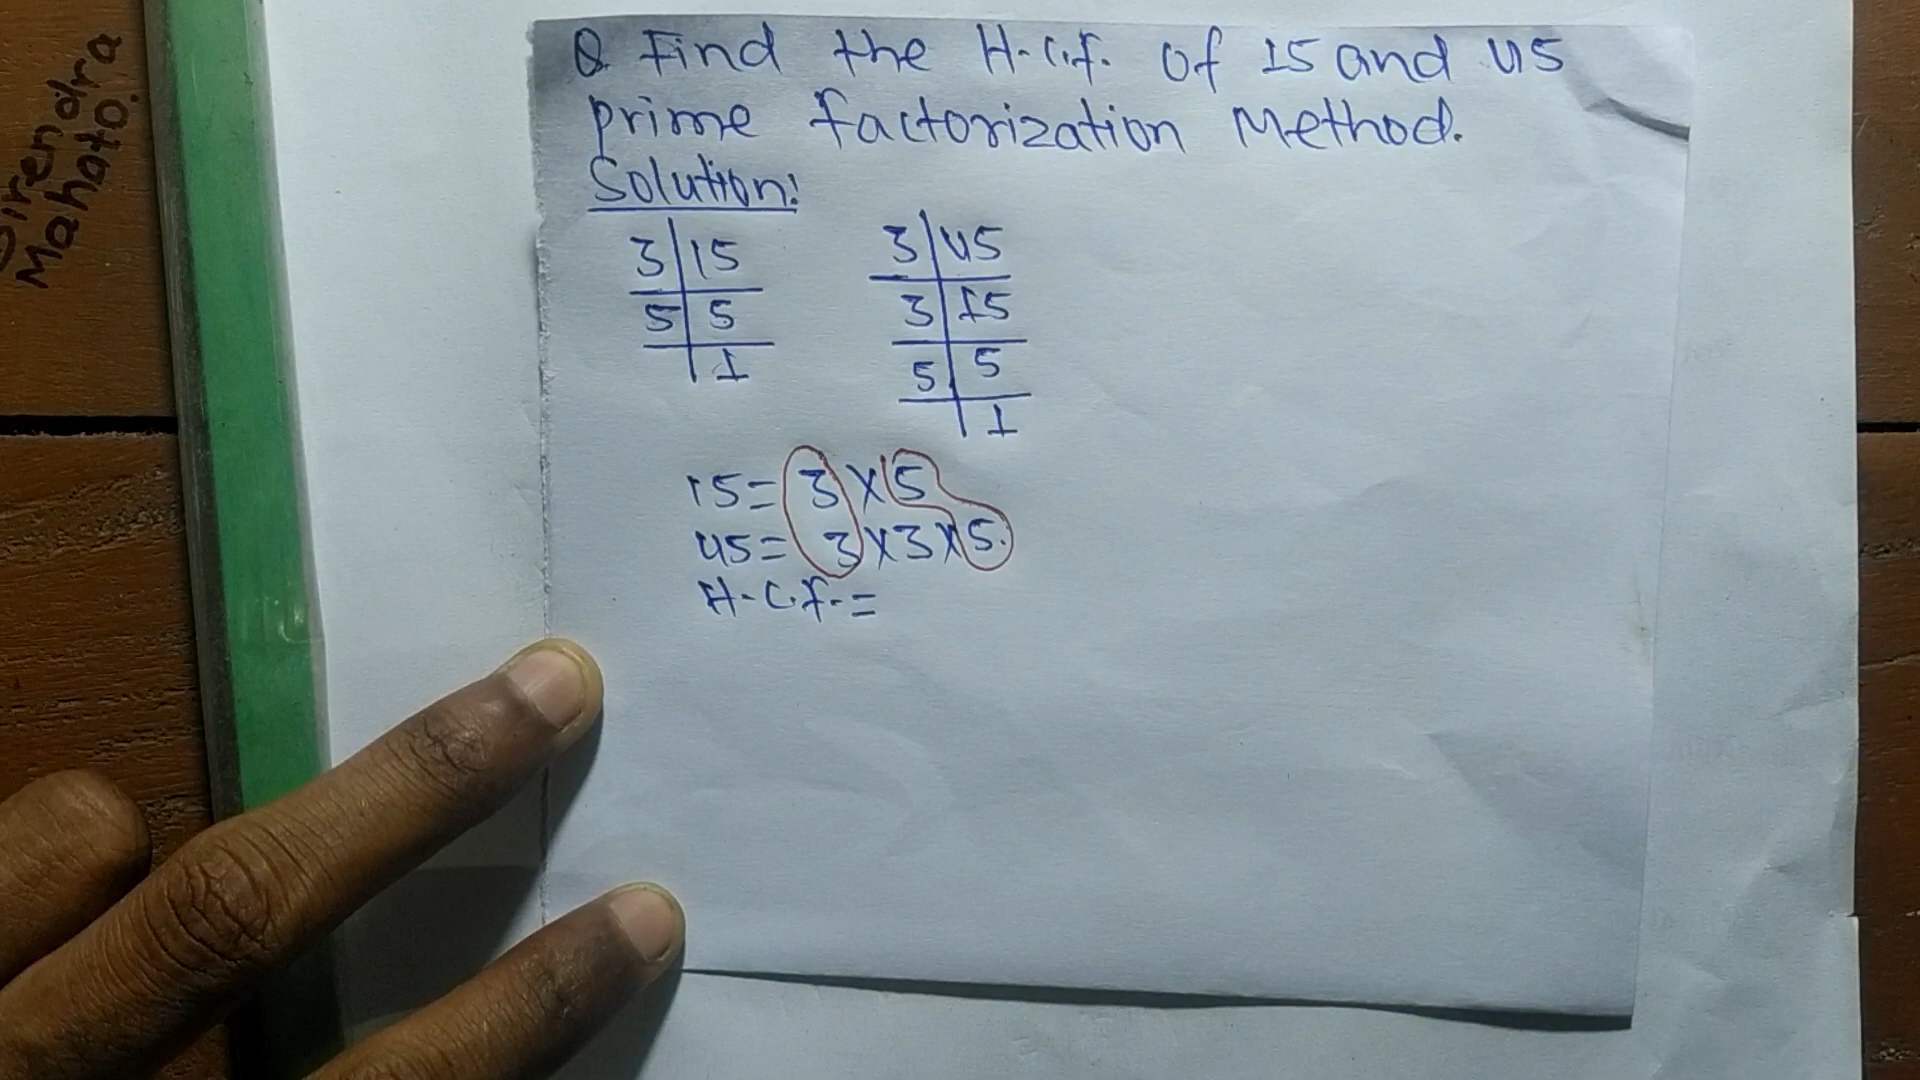 Birendra
Mahato.
Q Find the H.C.F. of 15 and 45
prime factorization Method.
Solution:
3 | 15
5 | 5
1
3 | 45
3 | 15
5 | 5
1
15 = 3 × 5
45 = 3 × 3 × 5.
H.C.F. =